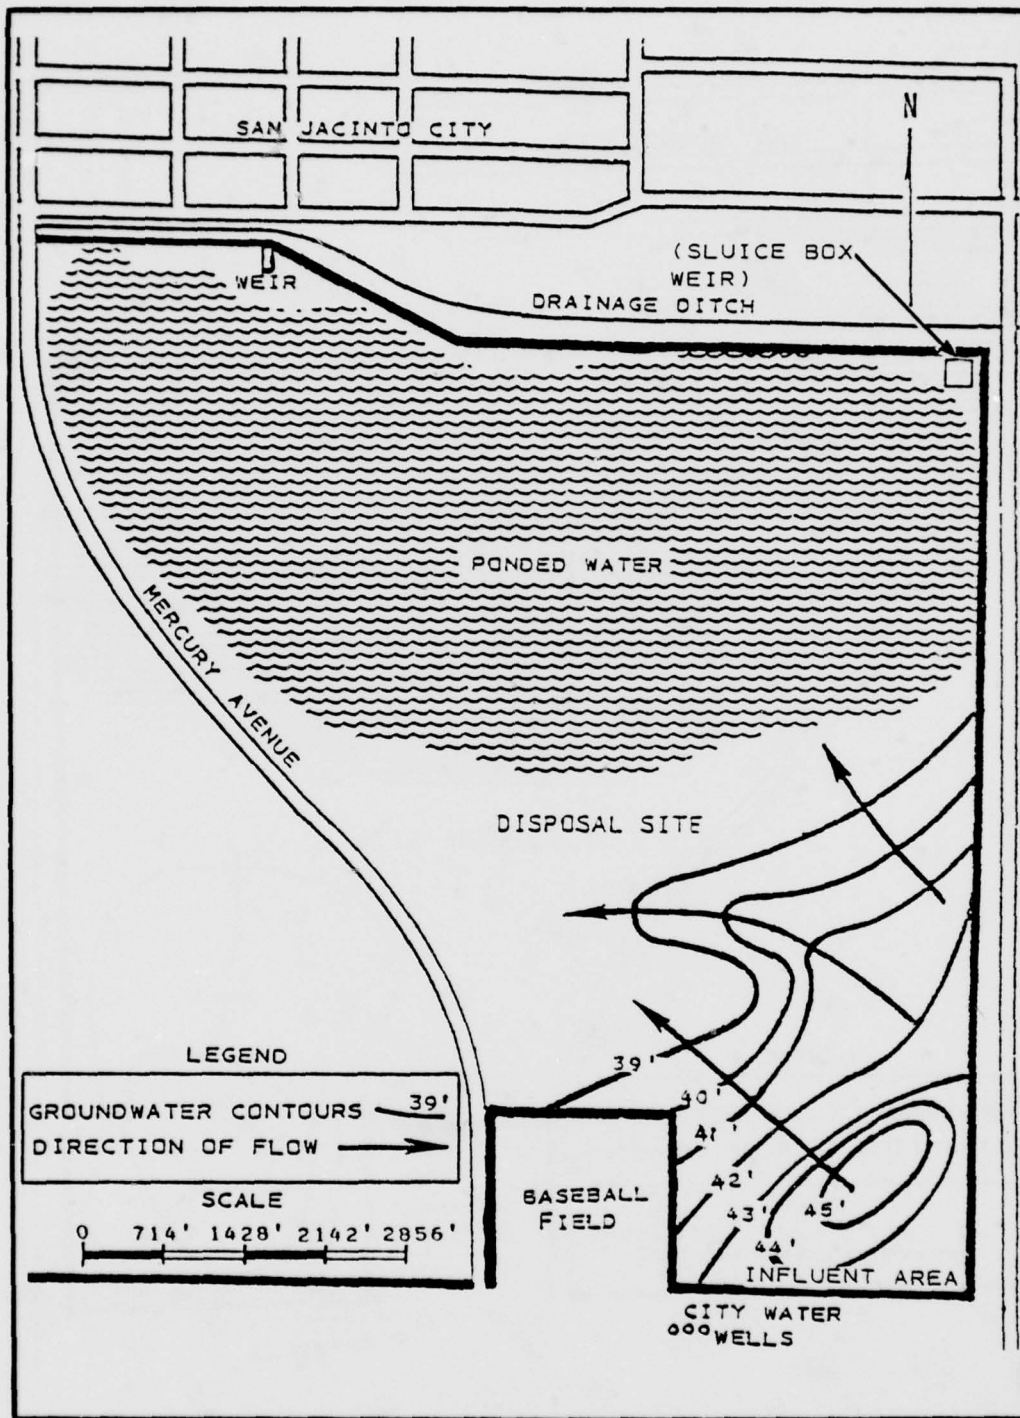 SAN JACINTO CITY
N
(SLUICE BOX
WEIR)
WEIR
DRAINAGE DITCH
PONDED WATER
MERCURY AVENUE
DISPOSAL SITE
39'
40'
41'
42'
43'
45'
44'
LEGEND
GROUNDWATER CONTOURS 39'
DIRECTION OF FLOW
SCALE
0 714' 1428' 2142' 2856'
BASEBALL
FIELD
INFLUENT AREA
CITY WATER
WELLS